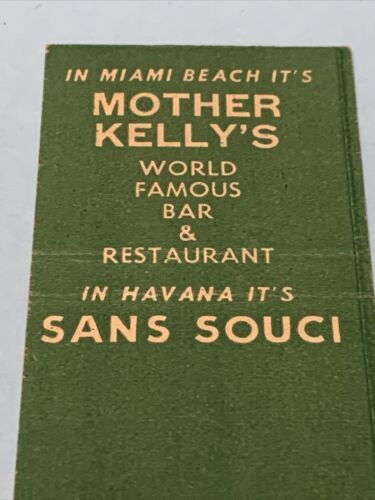 IN MIAMI BEACH IT'S
MOTHER
KELLY'S
WORLD
FAMOUS
BAR
&
RESTAURANT
IN HAVANA IT'S
SANS SOUCI